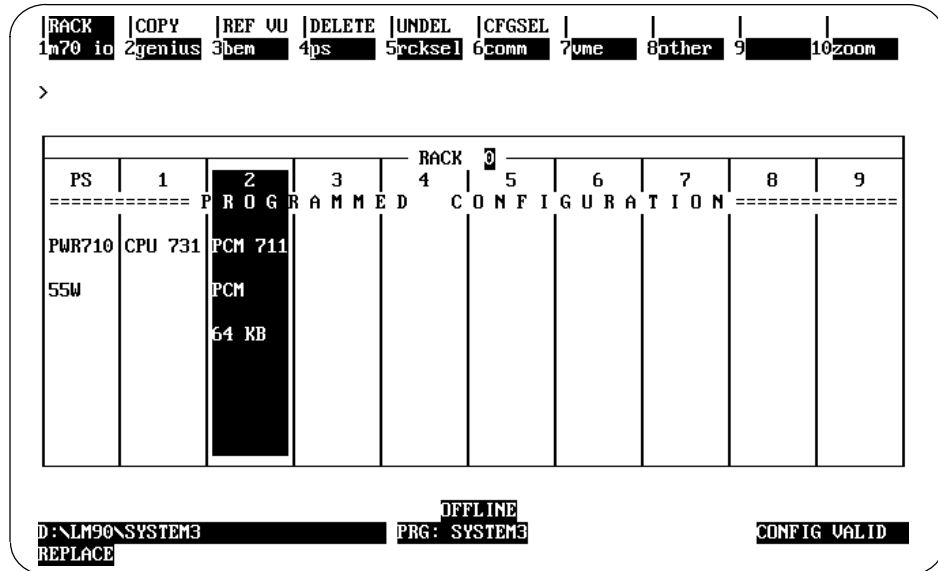 RACK |COPY |REF VU |DELETE |UNDEL |CFGSEL | | | |
1m70 io 2genius 3bem 4ps 5rcksel 6comm 7vme 8other 9 10zoom
>
RACK 0
PS 1 2 3 4 5 6 7 8 9
============= P R O G R A M M E D C O N F I G U R A T I O N ==============
PWR710 CPU 731 PCM 711
55W PCM
64 KB
OFFLINE
D:\LM90\SYSTEM3 PRG: SYSTEM3 CONFIG VALID
REPLACE